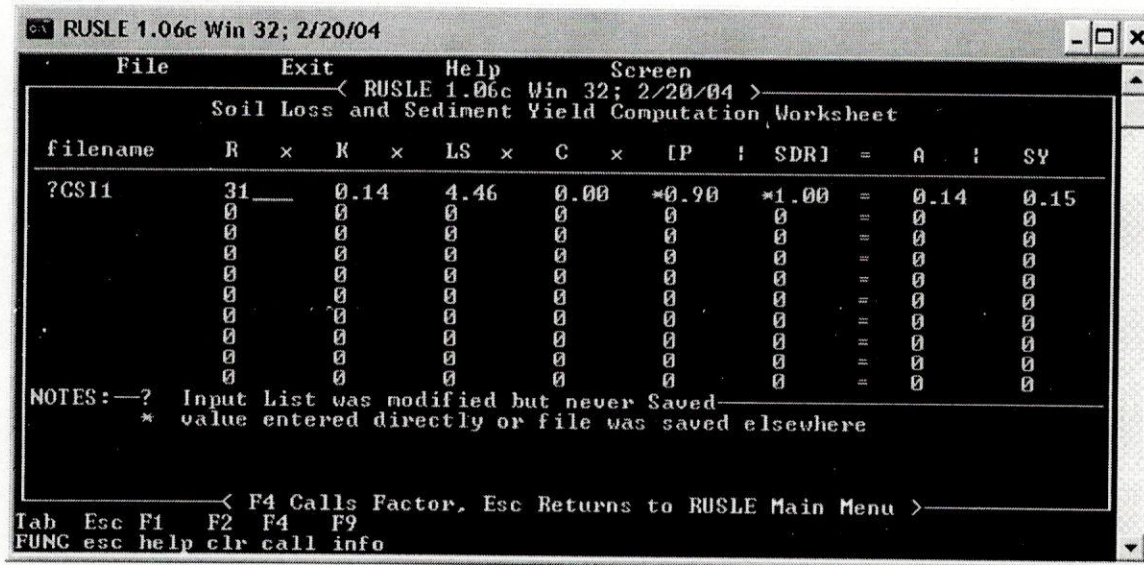 RUSLE 1.06c Win 32; 2/20/04
File Exit Help Screen
< RUSLE 1.06c Win 32; 2/20/04 >
Soil Loss and Sediment Yield Computation Worksheet
filename R × K × LS × C × [P ¦ SDR] = A ¦ SY
?CSI1 31___ 0.14 4.46 0.00 *0.90 *1.00 = 0.14 0.15
0 0 0 0 0 0 = 0 0
0 0 0 0 0 0 = 0 0
0 0 0 0 0 0 = 0 0
0 0 0 0 0 0 = 0 0
0 0 0 0 0 0 = 0 0
0 0 0 0 0 0 = 0 0
0 0 0 0 0 0 = 0 0
0 0 0 0 0 0 = 0 0
0 0 0 0 0 0 = 0 0
NOTES:—? Input List was modified but never Saved
* value entered directly or file was saved elsewhere
< F4 Calls Factor, Esc Returns to RUSLE Main Menu >
Tab Esc F1 F2 F4 F9
FUNC esc help clr call info